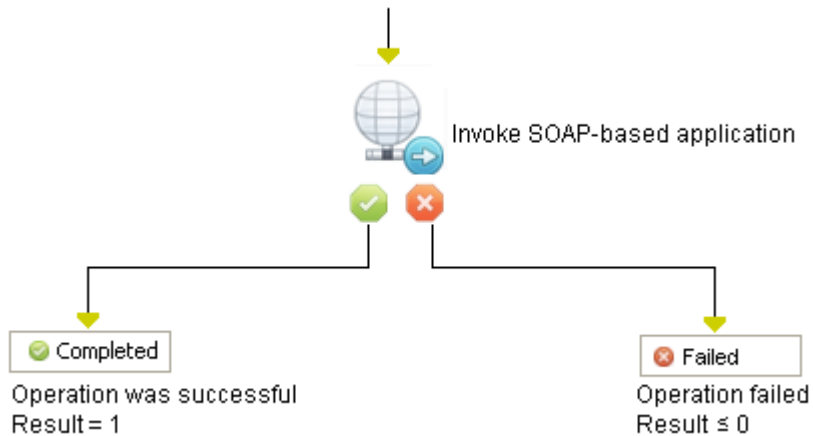 Invoke SOAP-based application
Completed
Failed
Operation was successful
Result = 1
Operation failed
Result ≤ 0